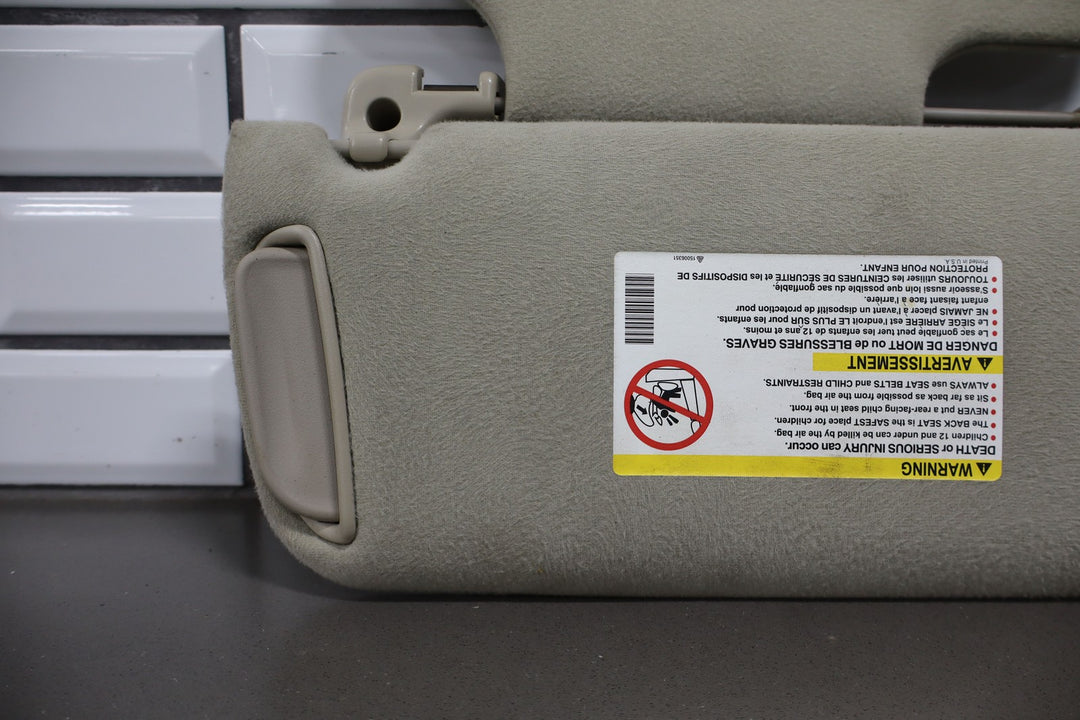 ⚠ WARNING
DEATH or SERIOUS INJURY can occur.
• Children 12 and under can be killed by the air bag.
• The BACK SEAT is the SAFEST place for children.
• NEVER put a rear-facing child seat in the front.
• Sit as far back as possible from the air bag.
• ALWAYS use SEAT BELTS and CHILD RESTRAINTS.
⚠ AVERTISSEMENT
DANGER DE MORT ou de BLESSURES GRAVES.
• Le sac gonflable peut tuer les enfants de 12 ans et moins.
• Le SIÈGE ARRIÈRE est l'endroit LE PLUS SÛR pour les enfants.
• NE JAMAIS placer à l'avant un dispositif de protection pour
enfant faisant face à l'arrière.
• S'asseoir aussi loin que possible du sac gonflable.
• TOUJOURS utiliser les CEINTURES DE SÉCURITÉ et les DISPOSITIFS DE
PROTECTION POUR ENFANT.
Printed in U.S.A. 15006351